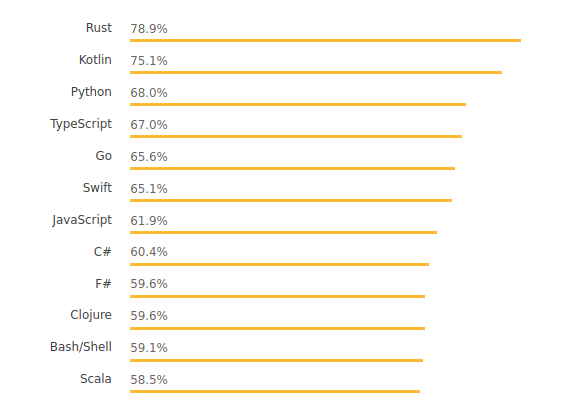 Rust 78.9%
Kotlin 75.1%
Python 68.0%
TypeScript 67.0%
Go 65.6%
Swift 65.1%
JavaScript 61.9%
C# 60.4%
F# 59.6%
Clojure 59.6%
Bash/Shell 59.1%
Scala 58.5%